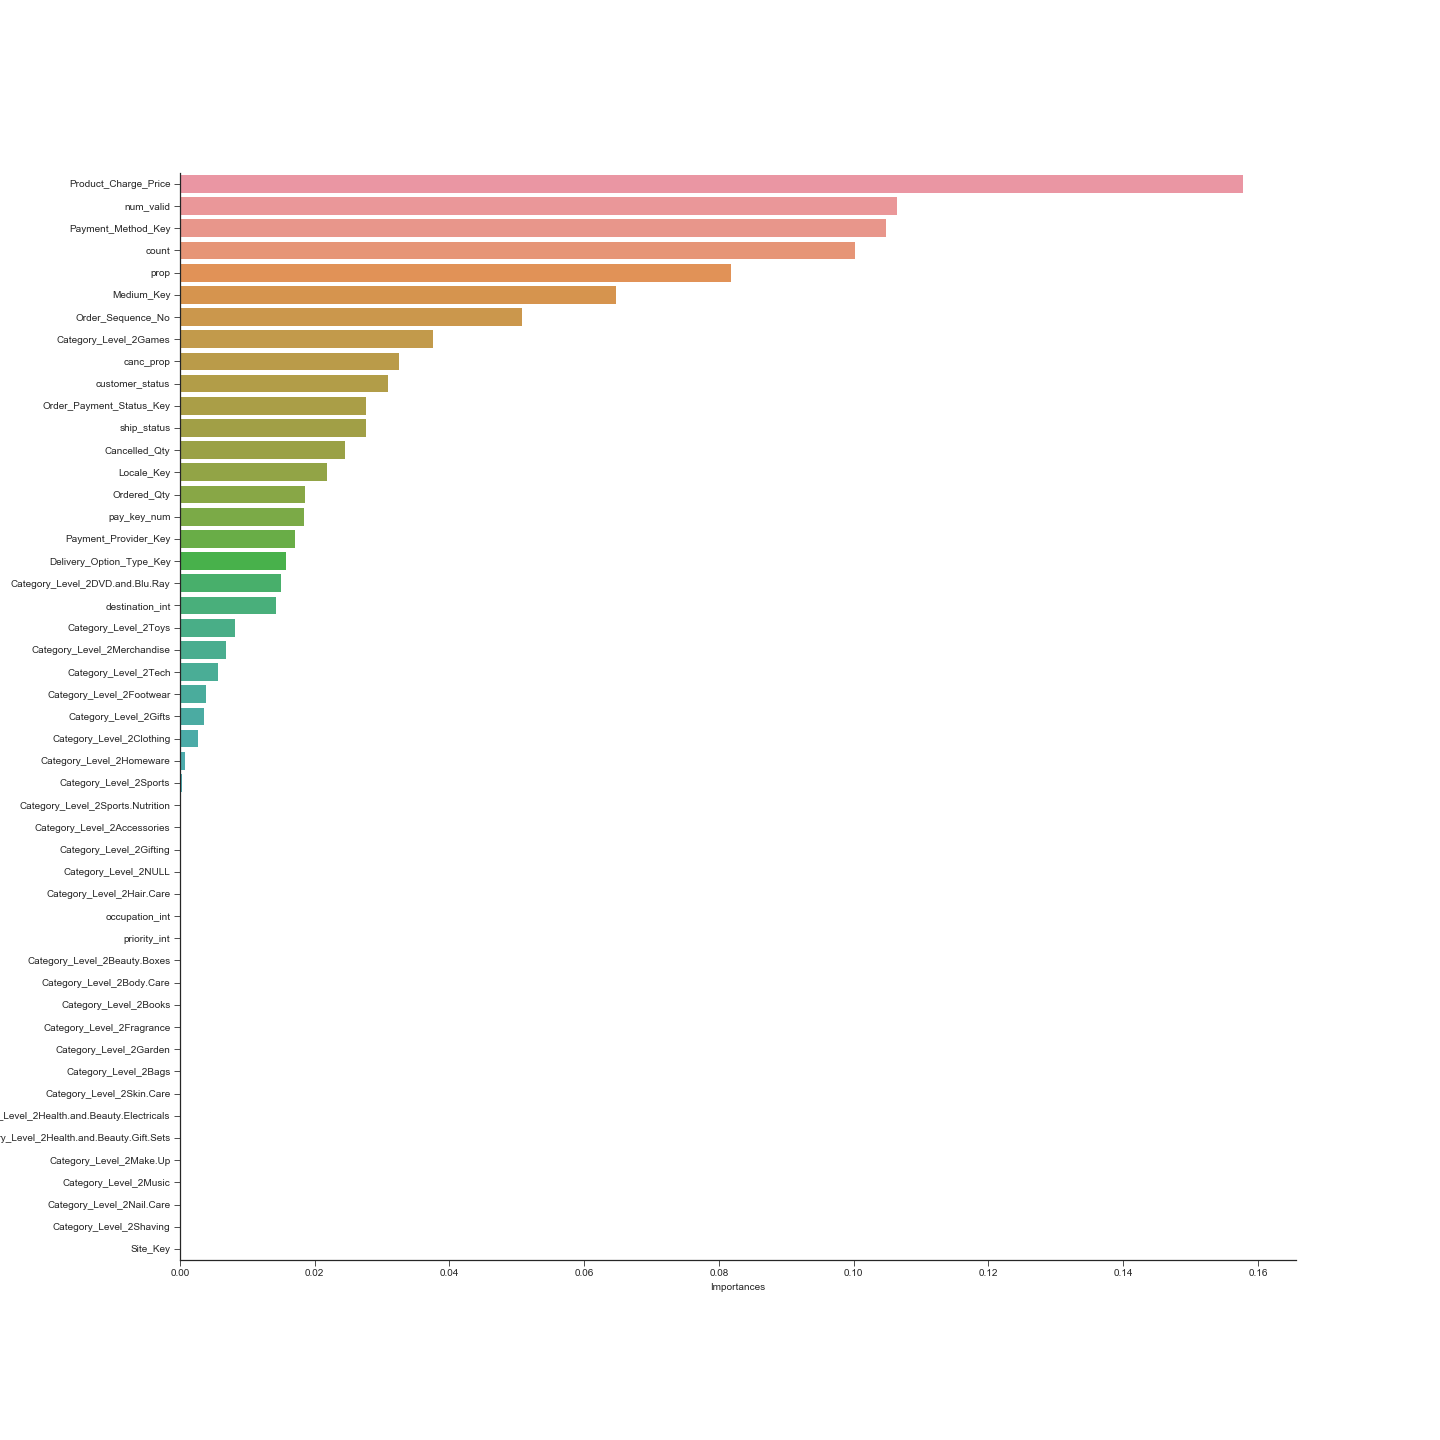 Product_Charge_Price
num_valid
Payment_Method_Key
count
prop
Medium_Key
Order_Sequence_No
Category_Level_2Games
canc_prop
customer_status
Order_Payment_Status_Key
ship_status
Cancelled_Qty
Locale_Key
Ordered_Qty
pay_key_num
Payment_Provider_Key
Delivery_Option_Type_Key
Category_Level_2DVD.and.Blu.Ray
destination_int
Category_Level_2Toys
Category_Level_2Merchandise
Category_Level_2Tech
Category_Level_2Footwear
Category_Level_2Gifts
Category_Level_2Clothing
Category_Level_2Homeware
Category_Level_2Sports
Category_Level_2Sports.Nutrition
Category_Level_2Accessories
Category_Level_2Gifting
Category_Level_2NULL
Category_Level_2Hair.Care
occupation_int
priority_int
Category_Level_2Beauty.Boxes
Category_Level_2Body.Care
Category_Level_2Books
Category_Level_2Fragrance
Category_Level_2Garden
Category_Level_2Bags
Category_Level_2Skin.Care
_Level_2Health.and.Beauty.Electricals
y_Level_2Health.and.Beauty.Gift.Sets
Category_Level_2Make.Up
Category_Level_2Music
Category_Level_2Nail.Care
Category_Level_2Shaving
Site_Key
0.00 0.02 0.04 0.06 0.08 0.10 0.12 0.14 0.16
Importances